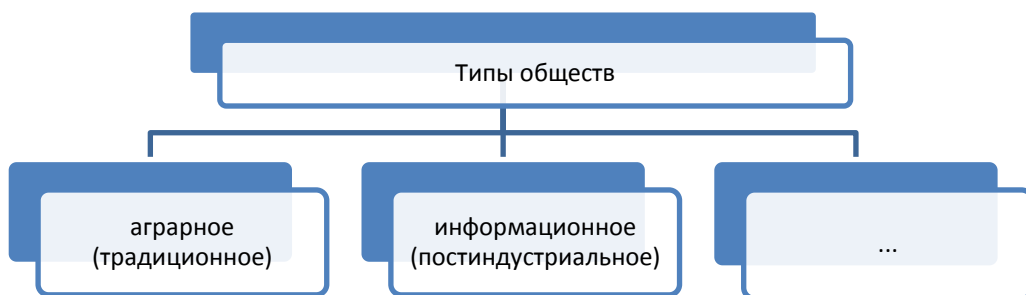 Типы обществ
аграрное
(традиционное)
информационное
(постиндустриальное)
...